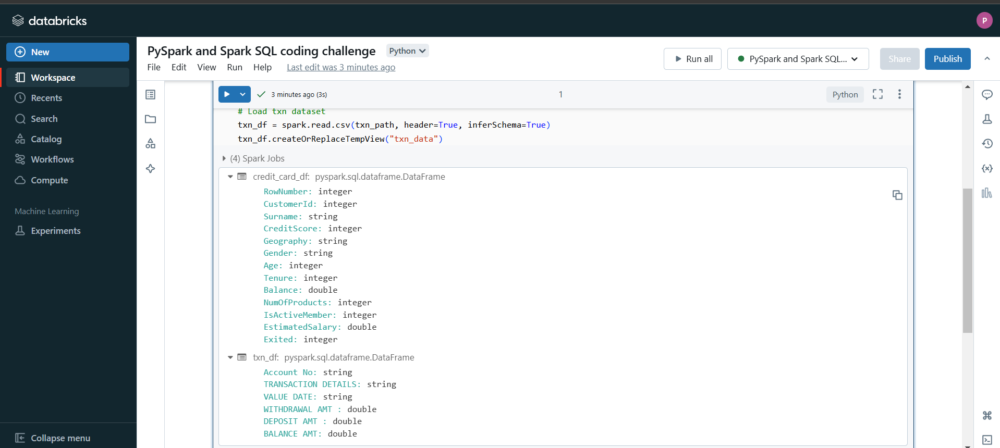 databricks
P
New
Workspace
Recents
Search
Catalog
Workflows
Compute
Machine Learning
Experiments
Collapse menu
PySpark and Spark SQL coding challenge Python
File Edit View Run Help Last edit was 3 minutes ago
Run all
PySpark and Spark SQL...
Share
Publish
3 minutes ago (3s)
1
Python
# Load txn dataset
txn_df = spark.read.csv(txn_path, header=True, inferSchema=True)
txn_df.createOrReplaceTempView("txn_data")
(4) Spark Jobs
credit_card_df: pyspark.sql.dataframe.DataFrame
RowNumber: integer
CustomerId: integer
Surname: string
CreditScore: integer
Geography: string
Gender: string
Age: integer
Tenure: integer
Balance: double
NumOfProducts: integer
IsActiveMember: integer
EstimatedSalary: double
Exited: integer
txn_df: pyspark.sql.dataframe.DataFrame
Account No: string
TRANSACTION DETAILS: string
VALUE DATE: string
WITHDRAWAL AMT : double
DEPOSIT AMT : double
BALANCE AMT: double